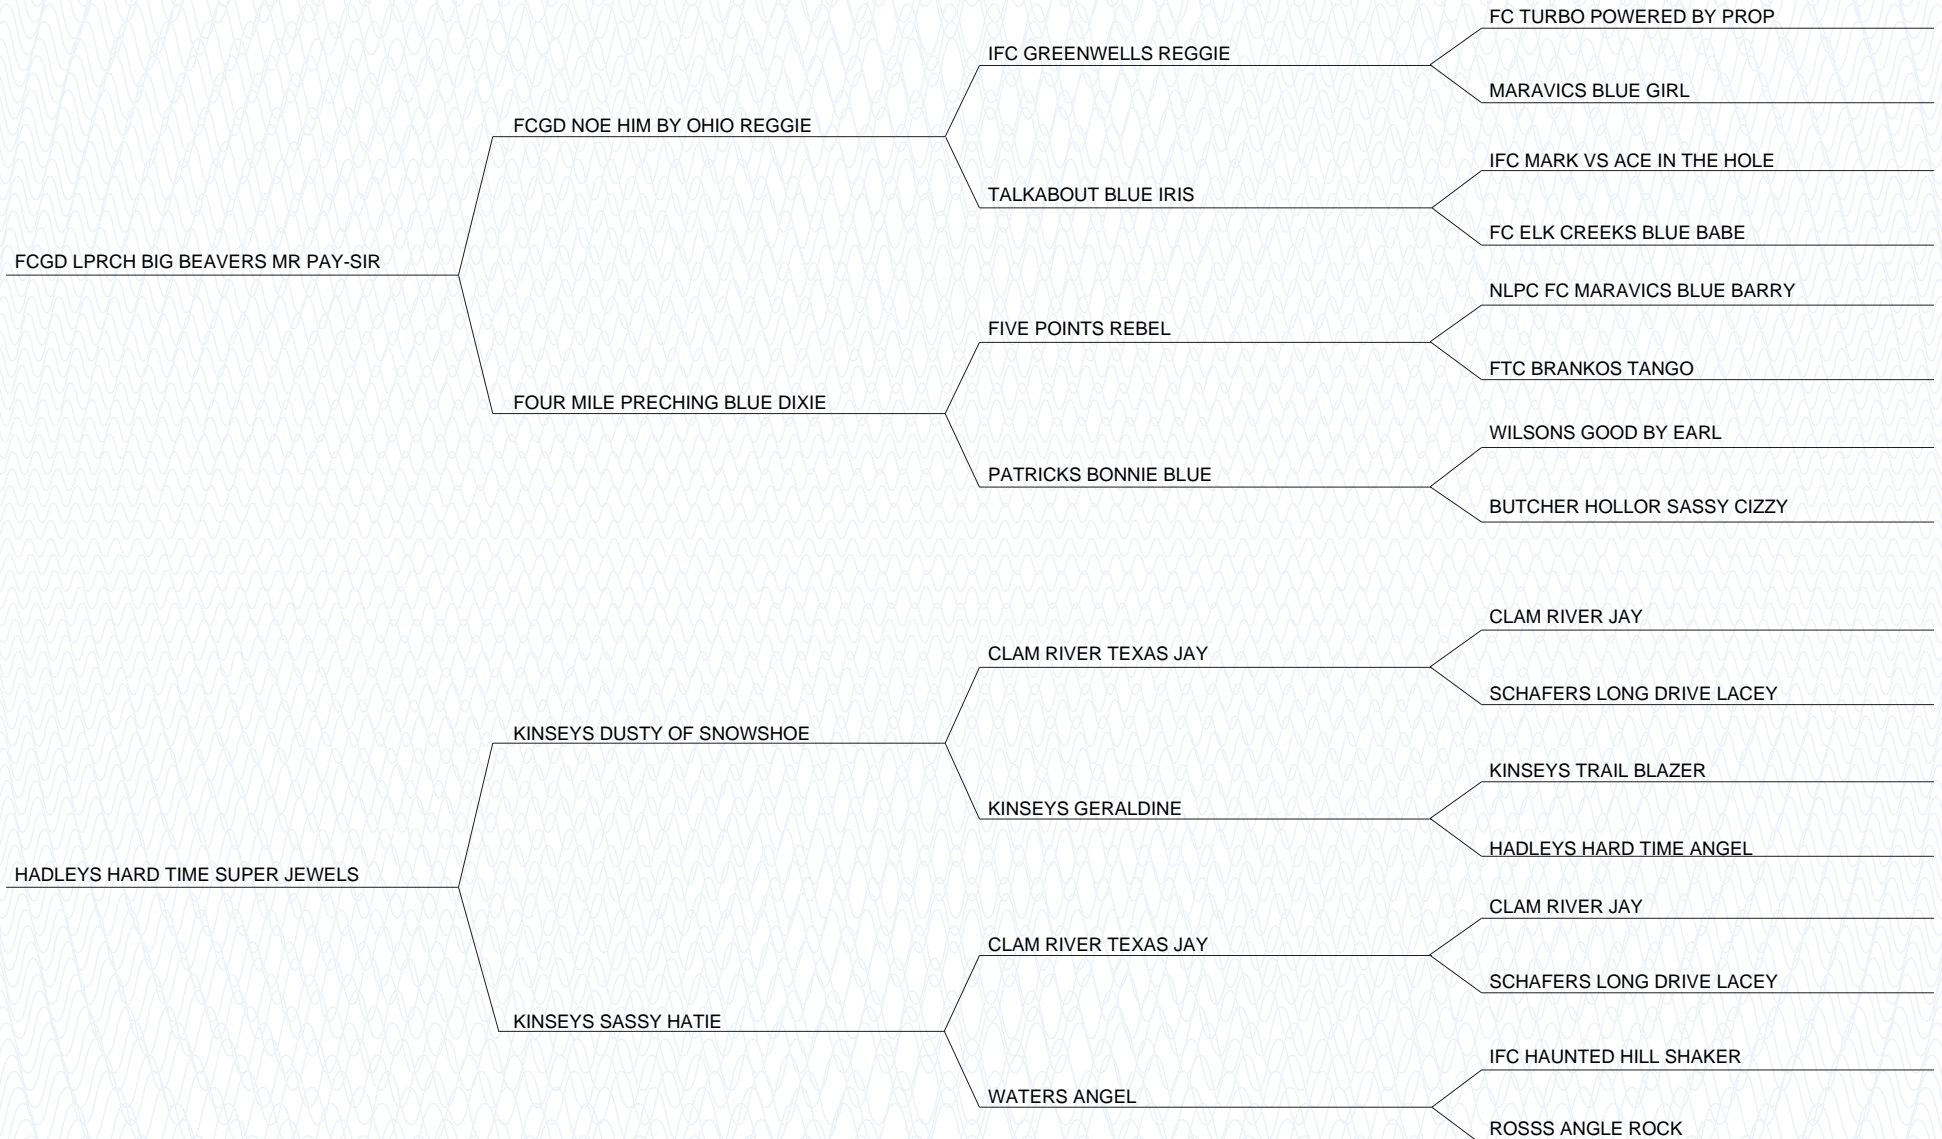 FC TURBO POWERED BY PROP
IFC GREENWELLS REGGIE
MARAVICS BLUE GIRL
FCGD NOE HIM BY OHIO REGGIE
IFC MARK VS ACE IN THE HOLE
TALKABOUT BLUE IRIS
FC ELK CREEKS BLUE BABE
FCGD LPRCH BIG BEAVERS MR PAY-SIR
NLPC FC MARAVICS BLUE BARRY
FIVE POINTS REBEL
FTC BRANKOS TANGO
FOUR MILE PRECHING BLUE DIXIE
WILSONS GOOD BY EARL
PATRICKS BONNIE BLUE
BUTCHER HOLLOR SASSY CIZZY
CLAM RIVER JAY
CLAM RIVER TEXAS JAY
SCHAFERS LONG DRIVE LACEY
KINSEYS DUSTY OF SNOWSHOE
KINSEYS TRAIL BLAZER
KINSEYS GERALDINE
HADLEYS HARD TIME ANGEL
HADLEYS HARD TIME SUPER JEWELS
CLAM RIVER JAY
CLAM RIVER TEXAS JAY
SCHAFERS LONG DRIVE LACEY
KINSEYS SASSY HATIE
IFC HAUNTED HILL SHAKER
WATERS ANGEL
ROSSS ANGLE ROCK